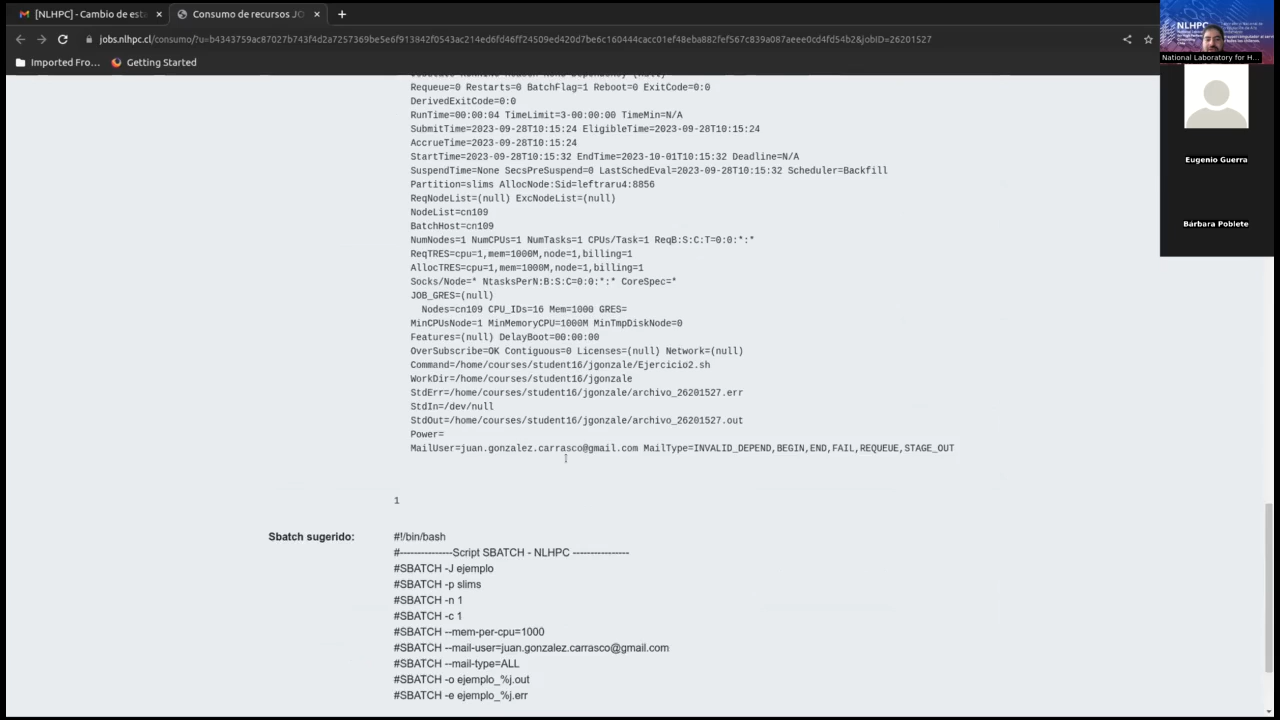 [NLHPC] - Cambio de est
Consumo de recursos JO
jobs.nlhpc.cl/consumo/?u=
&jobID=26201527
Imported Fro...
Getting Started
Requeue=0 Restarts=0 BatchFlag=1 Reboot=0 ExitCode=0:0
DerivedExitCode=0:0
RunTime=00:00:04 TimeLimit=3-00:00:00 TimeMin=N/A
SubmitTime=2023-09-28T10:15:24 EligibleTime=2023-09-28T10:15:24
AccrueTime=2023-09-28T10:15:24
StartTime=2023-09-28T10:15:32 EndTime=2023-10-01T10:15:32 Deadline=N/A
SuspendTime=None SecsPreSuspend=0 LastSchedEval=2023-09-28T10:15:32 Scheduler=Backfill
Partition=slims AllocNode:Sid=leftraru4:8856
ReqNodeList=(null) ExcNodeList=(null)
NodeList=cn109
BatchHost=cn109
NumNodes=1 NumCPUs=1 NumTasks=1 CPUs/Task=1 ReqB:S:C:T=0:0:*:*
ReqTRES=cpu=1,mem=1000M,node=1,billing=1
AllocTRES=cpu=1,mem=1000M,node=1,billing=1
Socks/Node=* NtasksPerN:B:S:C=0:0:*:* CoreSpec=*
JOB_GRES=(null)
Nodes=cn109 CPU_IDs=16 Mem=1000 GRES=
MinCPUsNode=1 MinMemoryCPU=1000M MinTmpDiskNode=0
Features=(null) DelayBoot=00:00:00
OverSubscribe=OK Contiguous=0 Licenses=(null) Network=(null)
Command=/home/courses/student16/jgonzale/Ejercicio2.sh
WorkDir=/home/courses/student16/jgonzale
StdErr=/home/courses/student16/jgonzale/archivo_26201527.err
StdIn=/dev/null
StdOut=/home/courses/student16/jgonzale/archivo_26201527.out
Power=
MailUser=juan.gonzalez.carrasco@gmail.com MailType=INVALID_DEPEND,BEGIN,END,FAIL,REQUEUE,STAGE_OUT
1
Sbatch sugerido:
#!/bin/bash
#---------------Script SBATCH - NLHPC ---------------
#SBATCH -J ejemplo
#SBATCH -p slims
#SBATCH -n 1
#SBATCH -c 1
#SBATCH --mem-per-cpu=1000
#SBATCH --mail-user=juan.gonzalez.carrasco@gmail.com
#SBATCH --mail-type=ALL
#SBATCH -o ejemplo_%j.out
#SBATCH -e ejemplo_%j.err
NLHPC
National Laboratory for H...
Eugenio Guerra
Bárbara Poblete